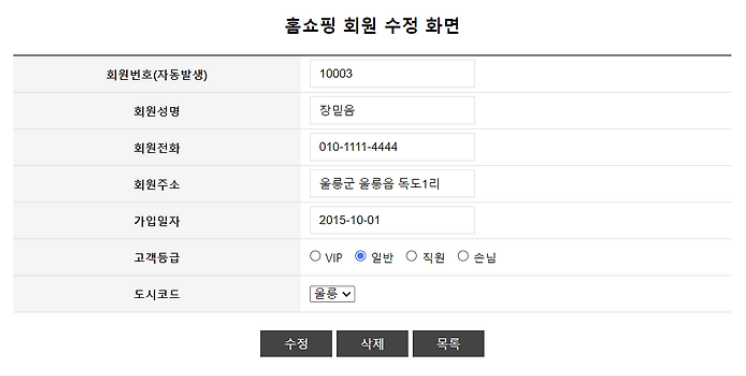 홈쇼핑 회원 수정 화면
회원번호(자동발생) 10003
회원성명 장믿음
회원전화 010-1111-4444
회원주소 울릉군 울릉읍 독도1리
가입일자 2015-10-01
고객등급 VIP 일반 직원 손님
도시코드 울릉
수정 삭제 목록